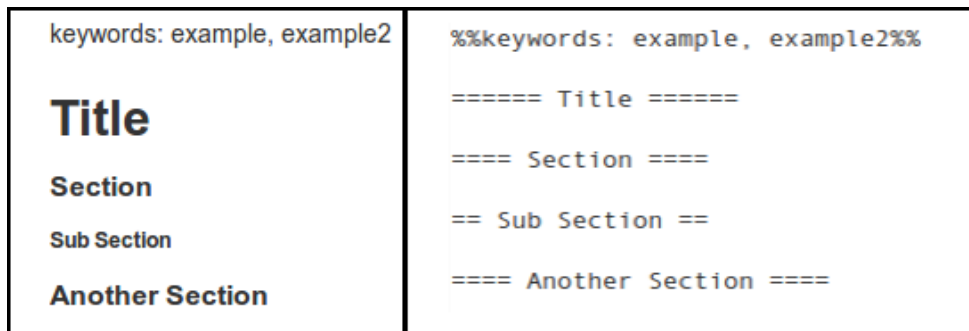 keywords: example, example2
Title
Section
Sub Section
Another Section
%%keywords: example, example2%%
====== Title ======
==== Section ====
== Sub Section ==
==== Another Section ====